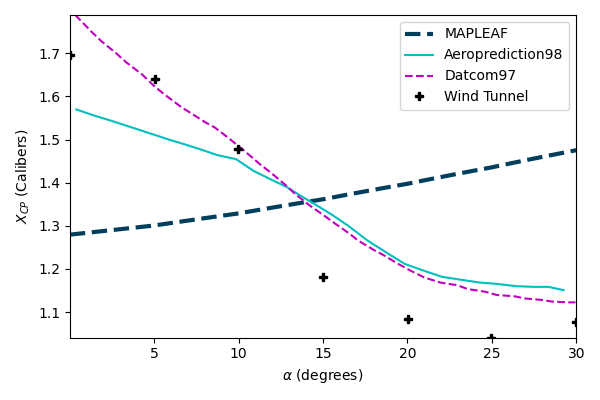 MAPLEAF
Aeroprediction98
Datcom97
Wind Tunnel
X_CP (Calibers)
1.7
1.6
1.5
1.4
1.3
1.2
1.1
5 10 15 20 25 30
α (degrees)